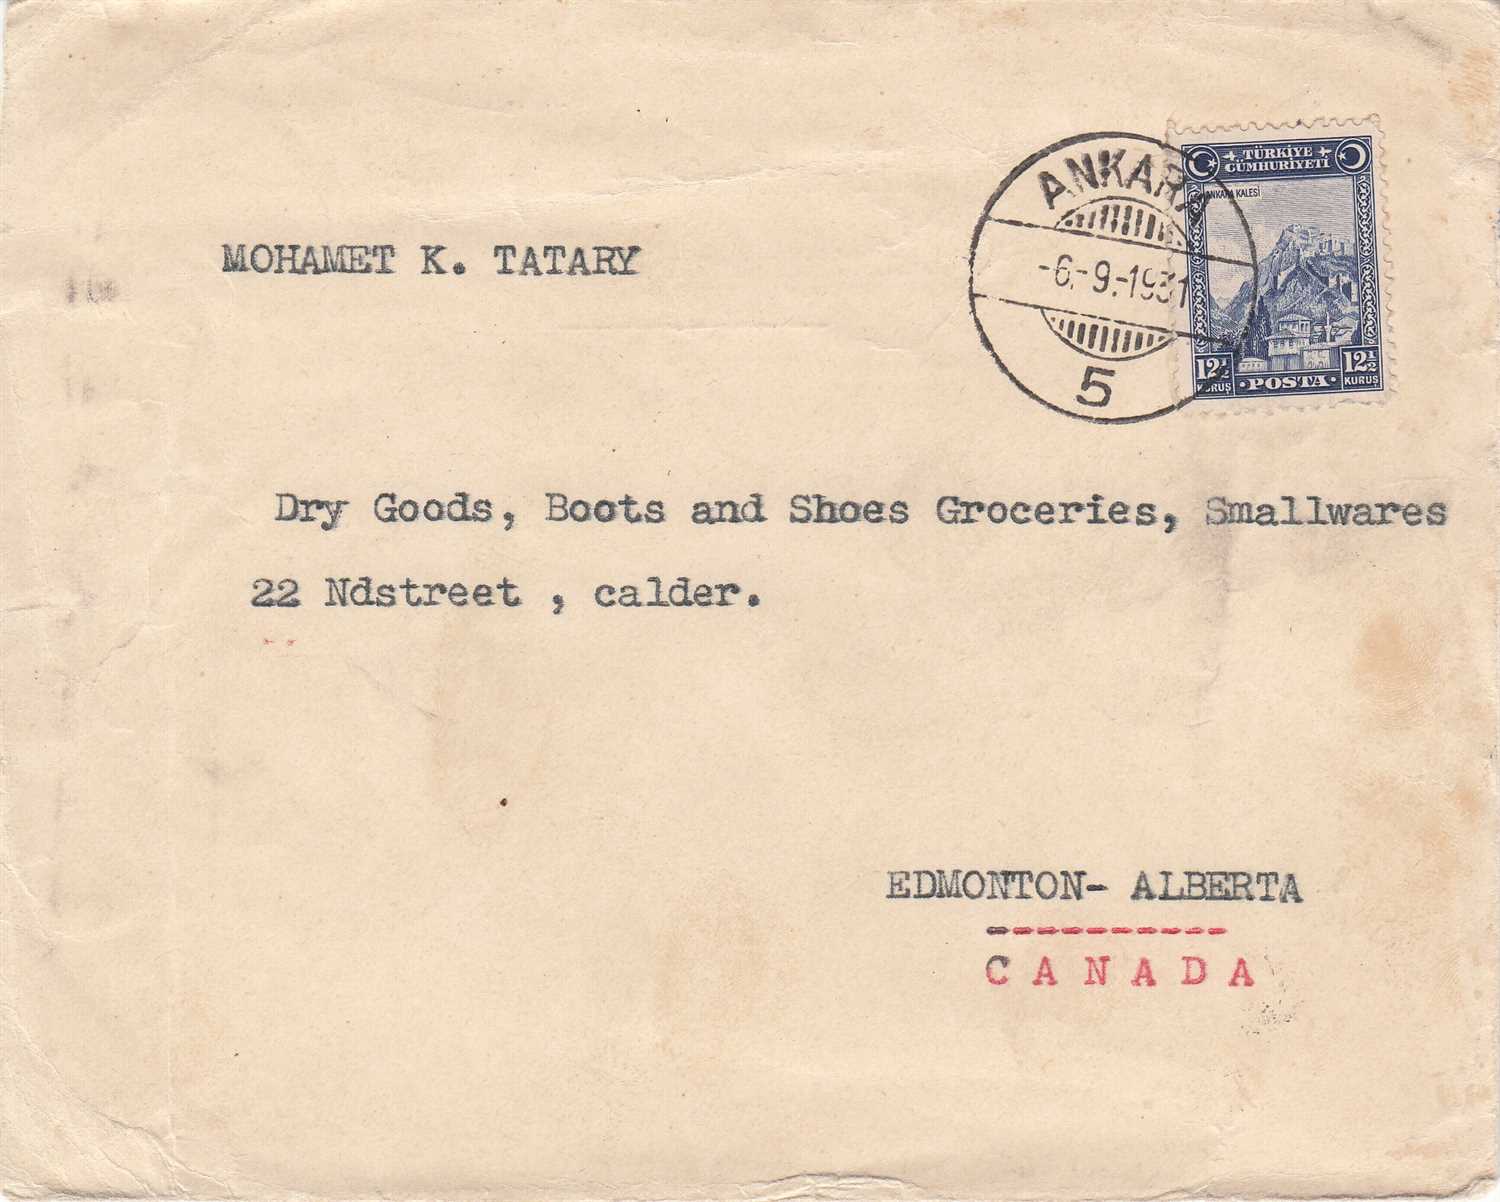 TÜRKİYE
CÜMHURİYETİ
ANKARA KALESİ
12½ KURUŞ POSTA 12½ KURUŞ
ANKARA
-6.-9.-1931
5
MOHAMET K. TATARY
Dry Goods, Boots and Shoes Groceries, Smallwares
22 Ndstreet , calder.
EDMONTON- ALBERTA
----------
C A N A D A